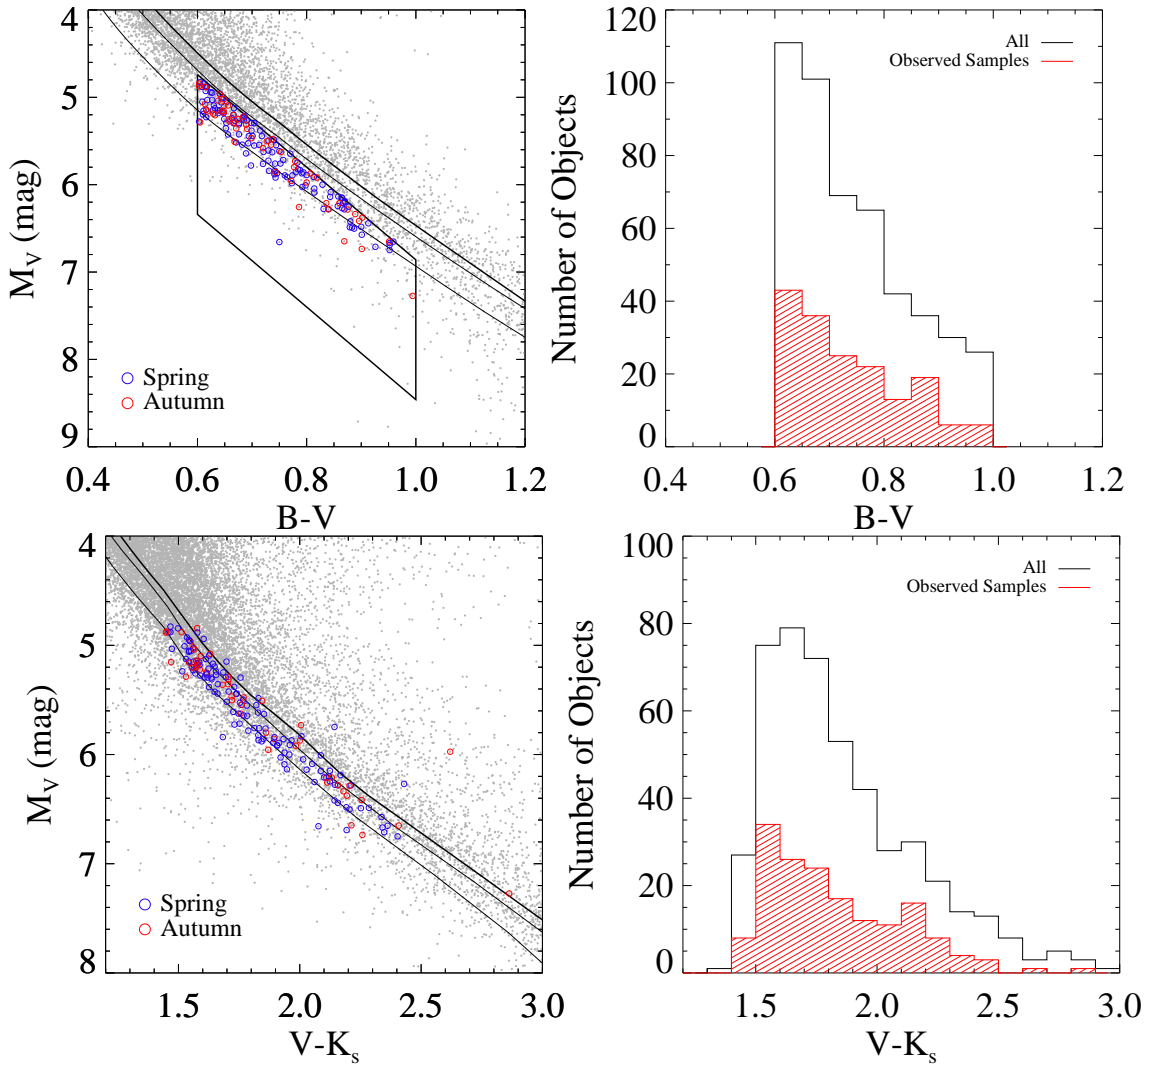 4
5
6
7
8
9
0.4
0.6
0.8
1.0
1.2
M_V (mag)
B-V
Spring
Autumn
120
100
80
60
40
20
0
0.4
0.6
0.8
1.0
1.2
Number of Objects
B-V
All
Observed Samples
4
5
6
7
8
1.5
2.0
2.5
3.0
M_V (mag)
V-K_s
Spring
Autumn
100
80
60
40
20
0
1.5
2.0
2.5
3.0
Number of Objects
V-K_s
All
Observed Samples